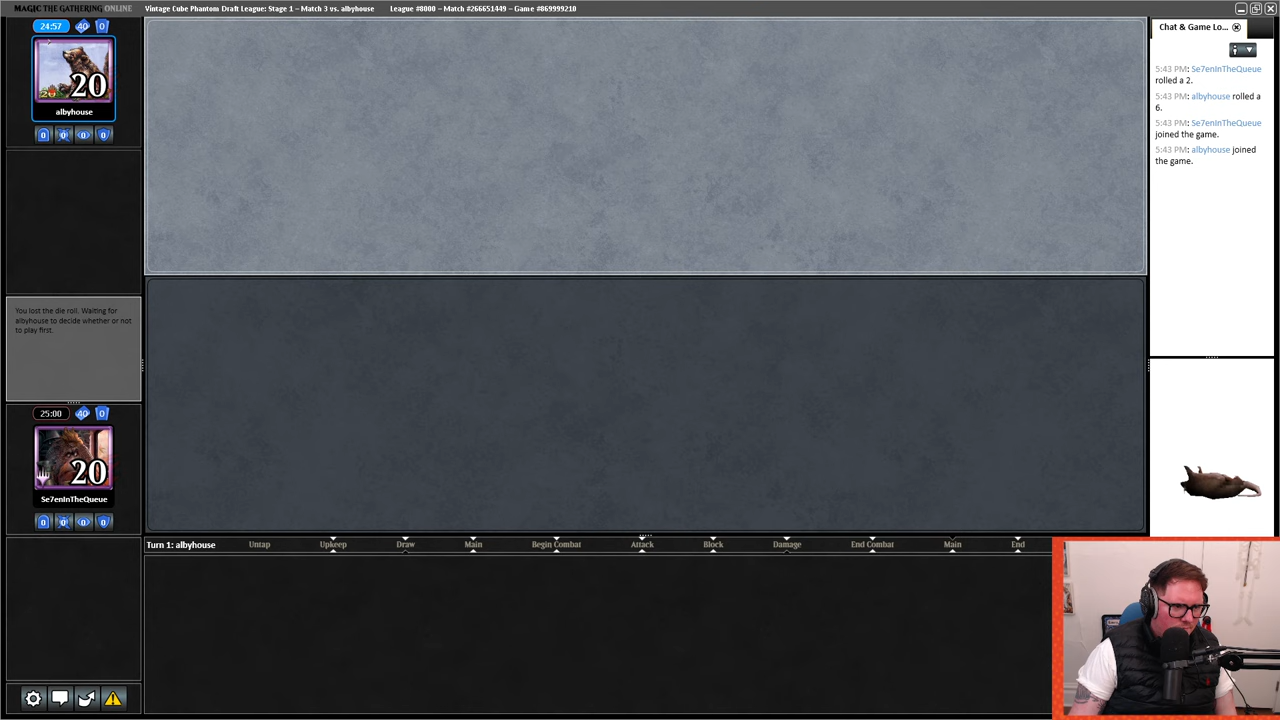 MAGIC THE GATHERING ONLINE
Vintage Cube Phantom Draft League: Stage 1 – Match 3 vs. albyhouse
League #8000 – Match #266651449 – Game #869999210
24:57
40
0
20
albyhouse
0 0 0 0
You lost the die roll. Waiting for
albyhouse to decide whether or not
to play first.
25:00
40
0
20
Se7enInTheQueue
0 0 0 0
Turn 1: albyhouse
Untap
Upkeep
Draw
Main
Begin Combat
Attack
Block
Damage
End Combat
Main
End
Chat & Game Lo...
5:43 PM: Se7enInTheQueue
rolled a 2.
5:43 PM: albyhouse rolled a
6.
5:43 PM: Se7enInTheQueue
joined the game.
5:43 PM: albyhouse joined
the game.